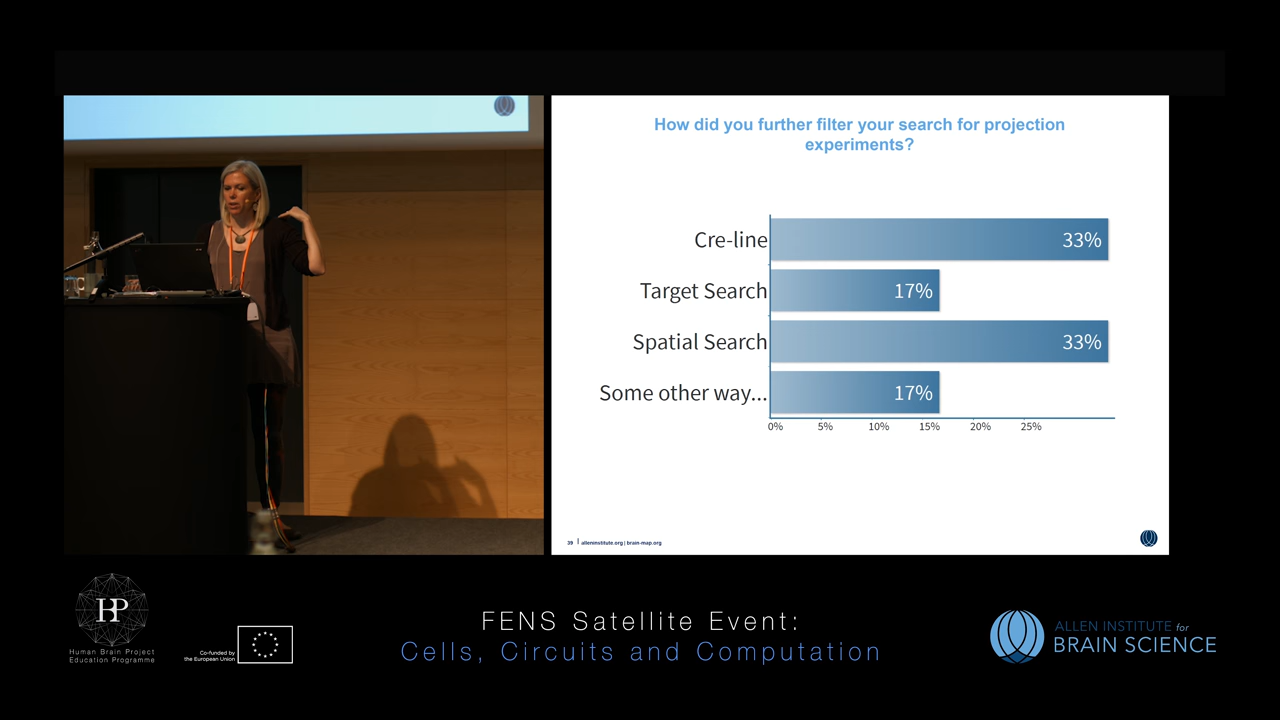 How did you further filter your search for projection
experiments?
Cre-line
33%
Target Search
17%
Spatial Search
33%
Some other way...
17%
0%
5%
10%
15%
20%
25%
39 | alleninstitute.org | brain-map.org
HBP
Human Brain Project
Education Programme
Co-funded by
the European Union
FENS Satellite Event:
Cells, Circuits and Computation
ALLEN INSTITUTE for
BRAIN SCIENCE